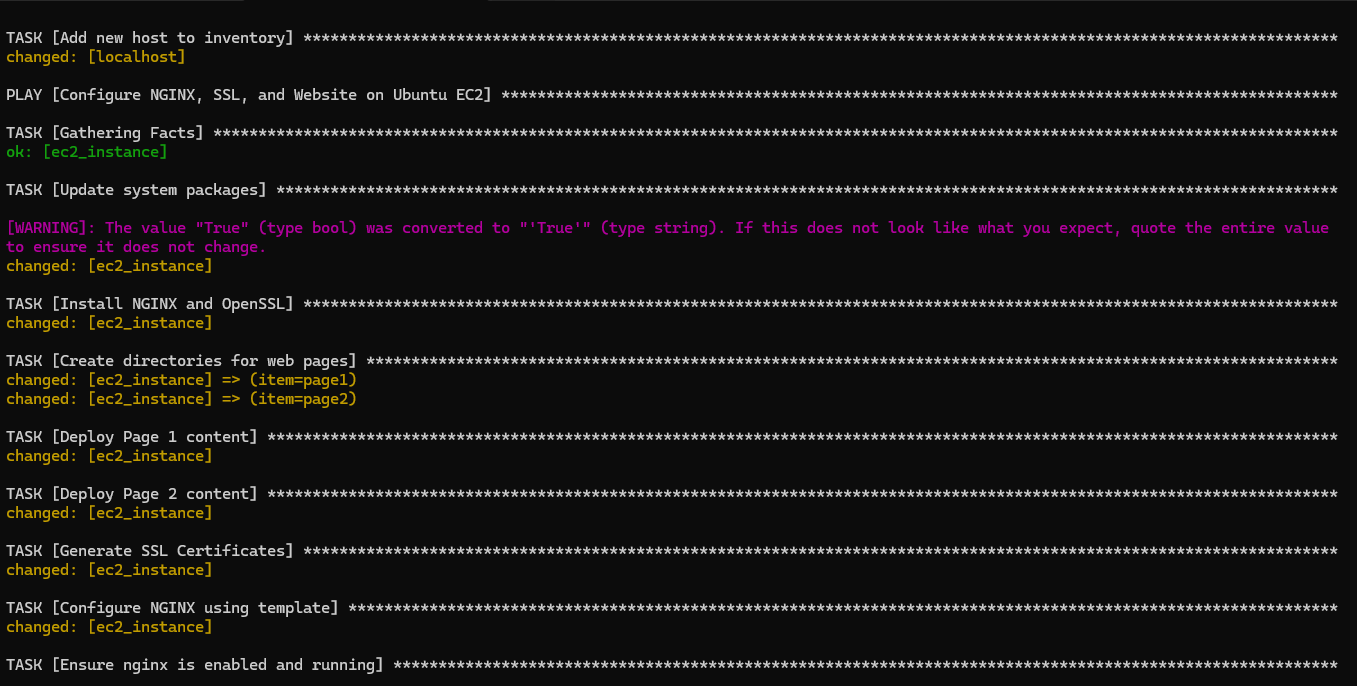 TASK [Add new host to inventory] *******************************************************************************************************************
changed: [localhost]
PLAY [Configure NGINX, SSL, and Website on Ubuntu EC2] *********************************************************************************************
TASK [Gathering Facts] *****************************************************************************************************************************
ok: [ec2_instance]
TASK [Update system packages] **********************************************************************************************************************
[WARNING]: The value "True" (type bool) was converted to "'True'" (type string). If this does not look like what you expect, quote the entire value
to ensure it does not change.
changed: [ec2_instance]
TASK [Install NGINX and OpenSSL] *******************************************************************************************************************
changed: [ec2_instance]
TASK [Create directories for web pages] ************************************************************************************************************
changed: [ec2_instance] => (item=page1)
changed: [ec2_instance] => (item=page2)
TASK [Deploy Page 1 content] ***********************************************************************************************************************
changed: [ec2_instance]
TASK [Deploy Page 2 content] ***********************************************************************************************************************
changed: [ec2_instance]
TASK [Generate SSL Certificates] *******************************************************************************************************************
changed: [ec2_instance]
TASK [Configure NGINX using template] **************************************************************************************************************
changed: [ec2_instance]
TASK [Ensure nginx is enabled and running] *********************************************************************************************************